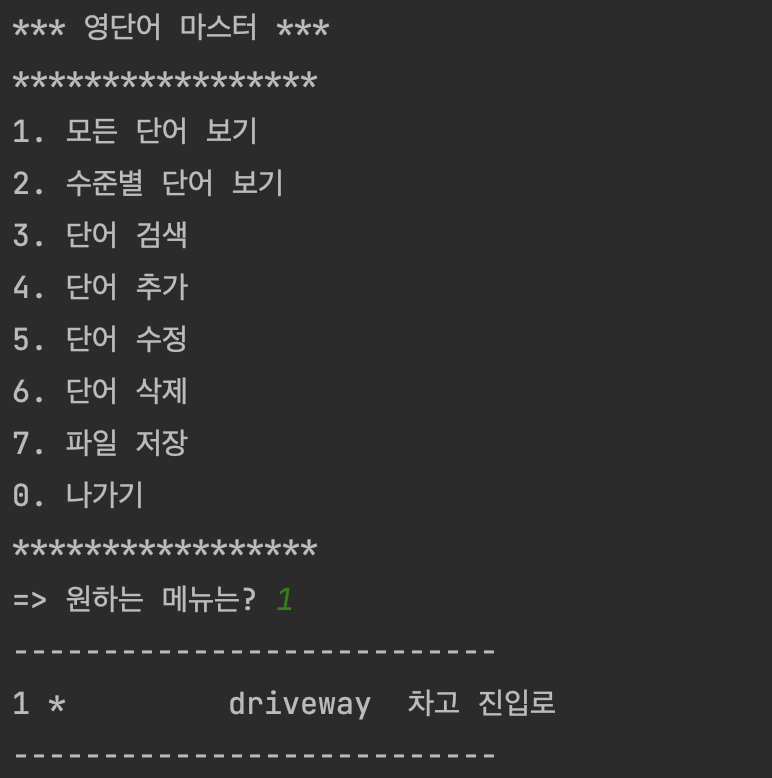 *** 영단어 마스터 ***
*****************
1. 모든 단어 보기
2. 수준별 단어 보기
3. 단어 검색
4. 단어 추가
5. 단어 수정
6. 단어 삭제
7. 파일 저장
0. 나가기
*****************
=> 원하는 메뉴는? 1
---------------------------
1 *         driveway  차고 진입로
---------------------------